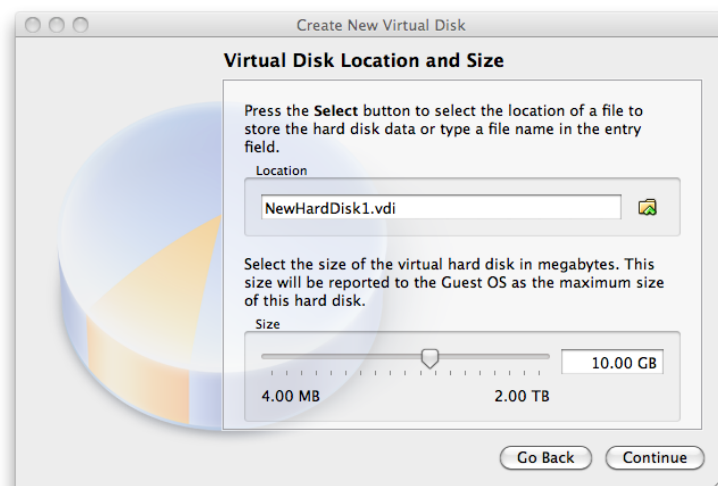 Create New Virtual Disk
Virtual Disk Location and Size
Press the Select button to select the location of a file to
store the hard disk data or type a file name in the entry
field.
Location
NewHardDisk1.vdi
Select the size of the virtual hard disk in megabytes. This
size will be reported to the Guest OS as the maximum size
of this hard disk.
Size
10.00 GB
4.00 MB 2.00 TB
Go Back Continue